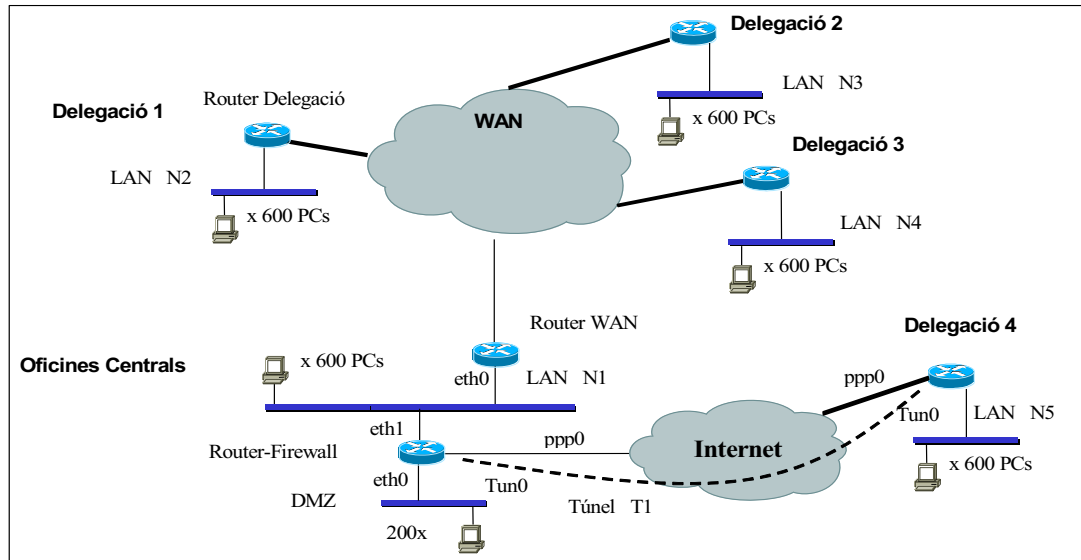 Delegació 2
LAN N3
x 600 PCs
Router Delegació
Delegació 1
WAN
Delegació 3
LAN N2
x 600 PCs
LAN N4
x 600 PCs
Router WAN
Delegació 4
Oficines Centrals
x 600 PCs
eth0
LAN N1
ppp0
Tun0
LAN N5
eth1
Router-Firewall
ppp0
Internet
x 600 PCs
eth0
Tun0
DMZ
Túnel T1
200x